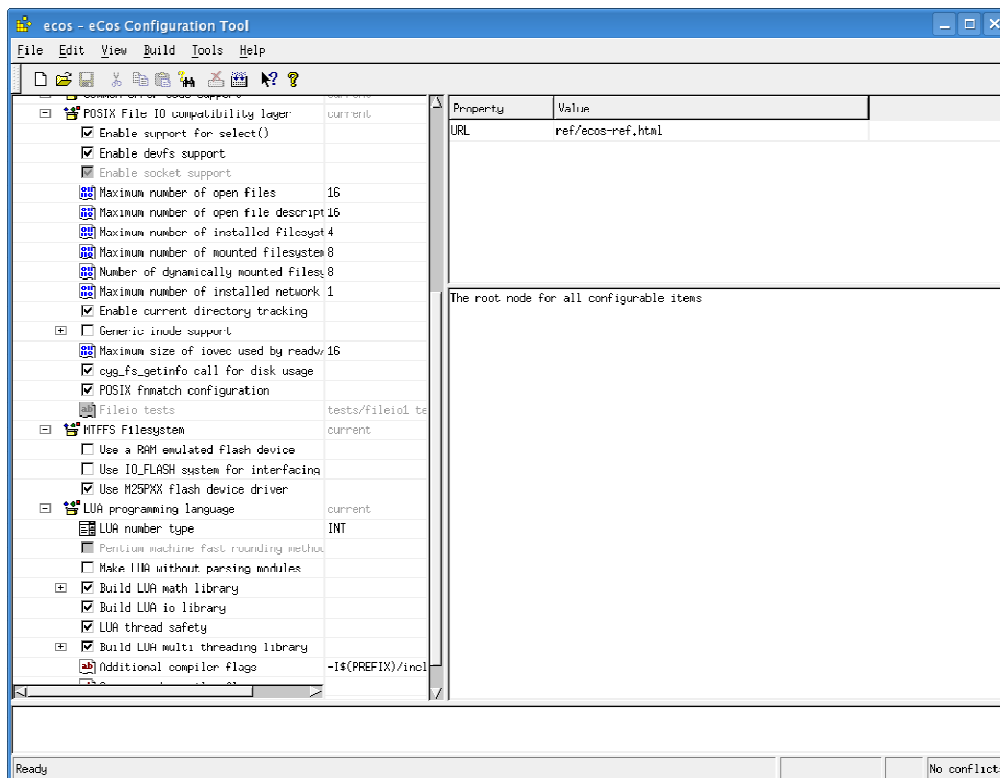 ecos - eCos Configuration Tool
File Edit View Build Tools Help
current
POSIX File IO compatibility layer current
Enable support for select()
Enable devfs support
Enable socket support
Maximum number of open files 16
Maximum number of open file descript 16
Maximum number of installed filesyst 4
Maximum number of mounted filesystem 8
Number of dynamically mounted filesy 8
Maximum number of installed network 1
Enable current directory tracking
Generic inode support
Maximum size of iovec used by readv/ 16
cyg_fs_getinfo call for disk usage
POSIX fnmatch configuration
Fileio tests tests/fileio1 te
MTFFS Filesystem current
Use a RAM emulated flash device
Use IO_FLASH system for interfacing
Use M25PXX flash device driver
LUA programming language current
LUA number type INT
Pentium machine fast rounding method
Make LUA without parsing modules
Build LUA math library
Build LUA io library
LUA thread safety
Build LUA multi threading library
Additional compiler flags -I$(PREFIX)/incl
Property Value
URL ref/ecos-ref.html
The root node for all configurable items
Ready
No conflict